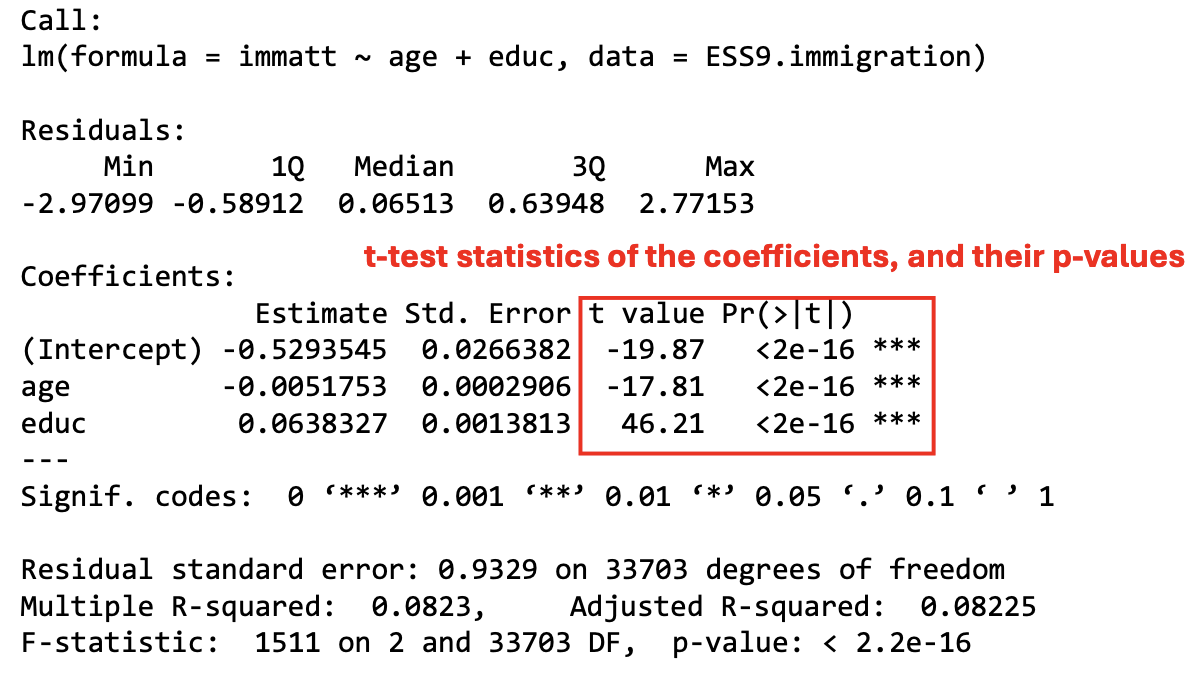 Call:
lm(formula = immatt ~ age + educ, data = ESS9.immigration)
Residuals:
Min 1Q Median 3Q Max
-2.97099 -0.58912 0.06513 0.63948 2.77153
t-test statistics of the coefficients, and their p-values
Coefficients:
Estimate Std. Error t value Pr(>|t|)
(Intercept) -0.5293545 0.0266382 -19.87 <2e-16 ***
age -0.0051753 0.0002906 -17.81 <2e-16 ***
educ 0.0638327 0.0013813 46.21 <2e-16 ***
---
Signif. codes: 0 ‘***’ 0.001 ‘**’ 0.01 ‘*’ 0.05 ‘.’ 0.1 ‘ ’ 1
Residual standard error: 0.9329 on 33703 degrees of freedom
Multiple R-squared: 0.0823, Adjusted R-squared: 0.08225
F-statistic: 1511 on 2 and 33703 DF, p-value: < 2.2e-16